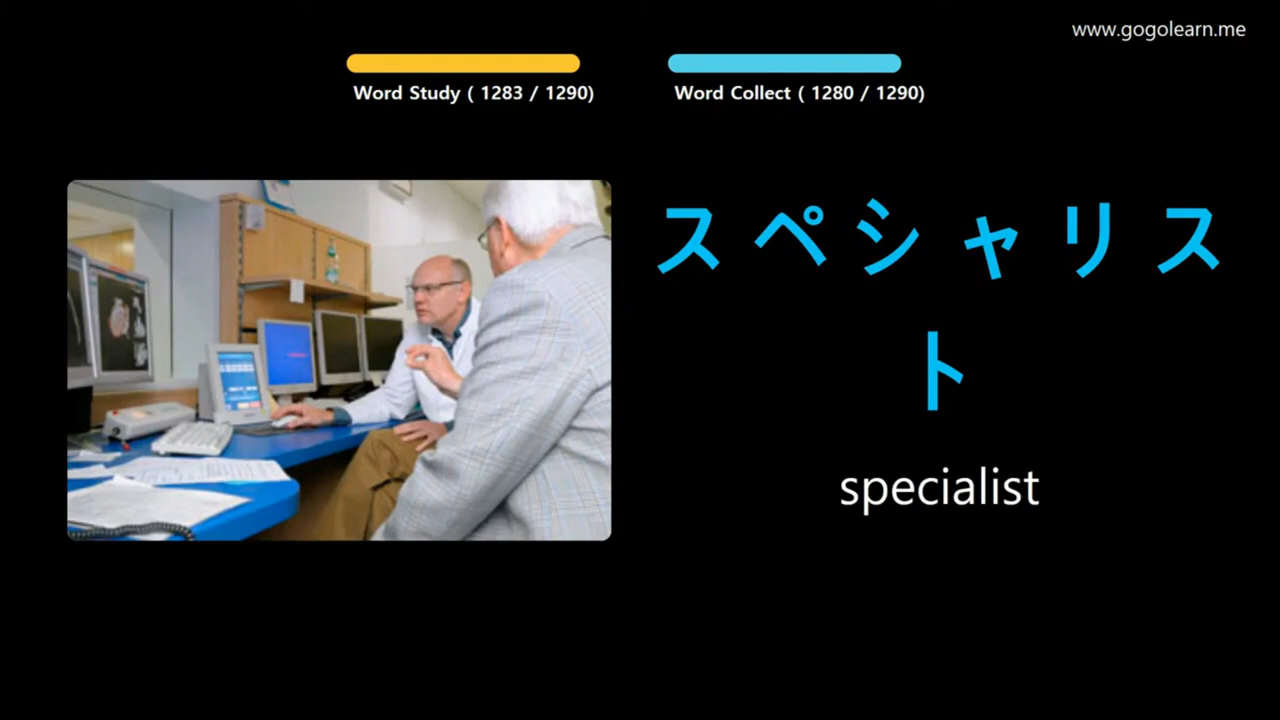 www.gogolearn.me
Word Study ( 1283 / 1290)
Word Collect ( 1280 / 1290)
スペシャリス
ト
specialist